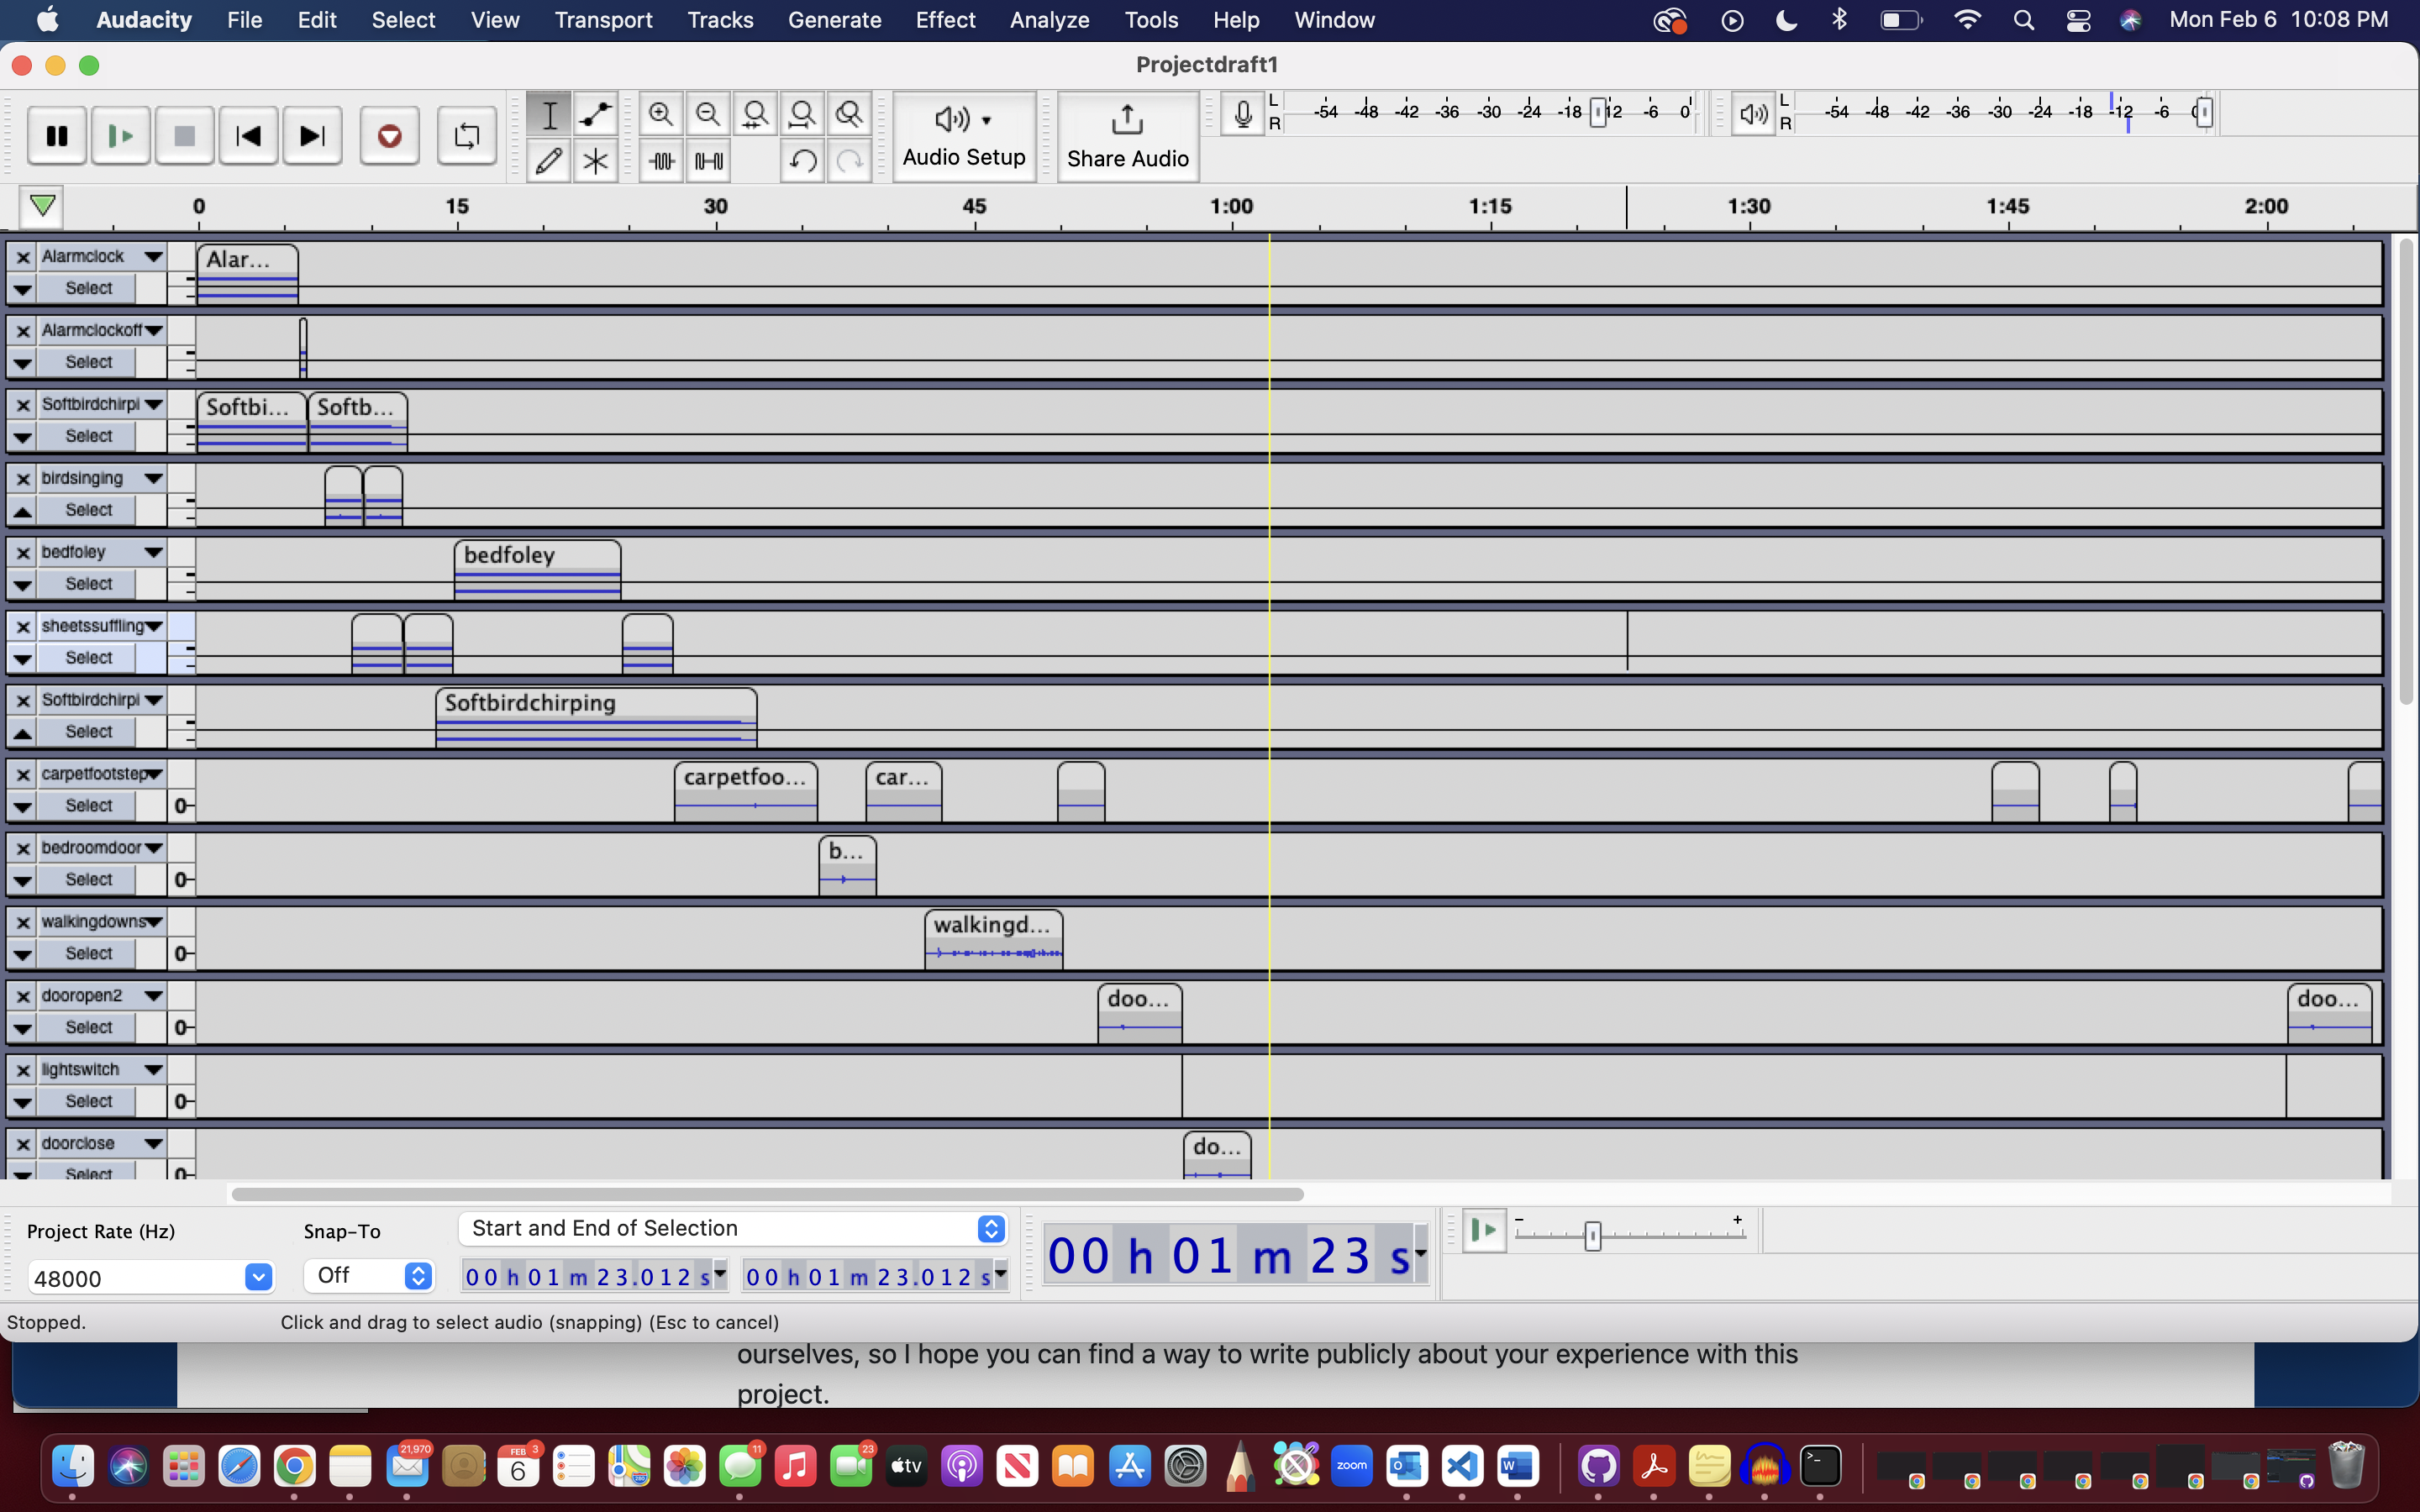 Audacity File Edit Select View Transport Tracks Generate Effect Analyze Tools Help Window Mon Feb 6 10:08 PM
Projectdraft1
L -54 -48 -42 -36 -30 -24 -18 12 -6 0
R
L -54 -48 -42 -36 -30 -24 -18 -12 -6 0
R
Audio Setup
Share Audio
0 15 30 45 1:00 1:15 1:30 1:45 2:00
Alarmclock Alar...
Select
Alarmclockoff
Select
Softbirdchirpi Softbi... Softb...
Select
birdsinging
Select
bedfoley bedfoley
Select
sheetssuffling
Select
Softbirdchirpi Softbirdchirping
Select
carpetfootstep carpetfoo... car...
Select 0-
bedroomdoor b...
Select 0-
walkingdowns walkingd...
Select 0-
dooropen2 doo... doo...
Select 0-
lightswitch
Select 0-
doorclose do...
Select 0-
Project Rate (Hz) Snap-To Start and End of Selection
48000 Off 00 h 01 m 23.012 s 00 h 01 m 23.012 s
00 h 01 m 23 s
- +
Stopped. Click and drag to select audio (snapping) (Esc to cancel)
ourselves, so I hope you can find a way to write publicly about your experience with this
project.
21,970 FEB 3 6 11 23 tv zoom